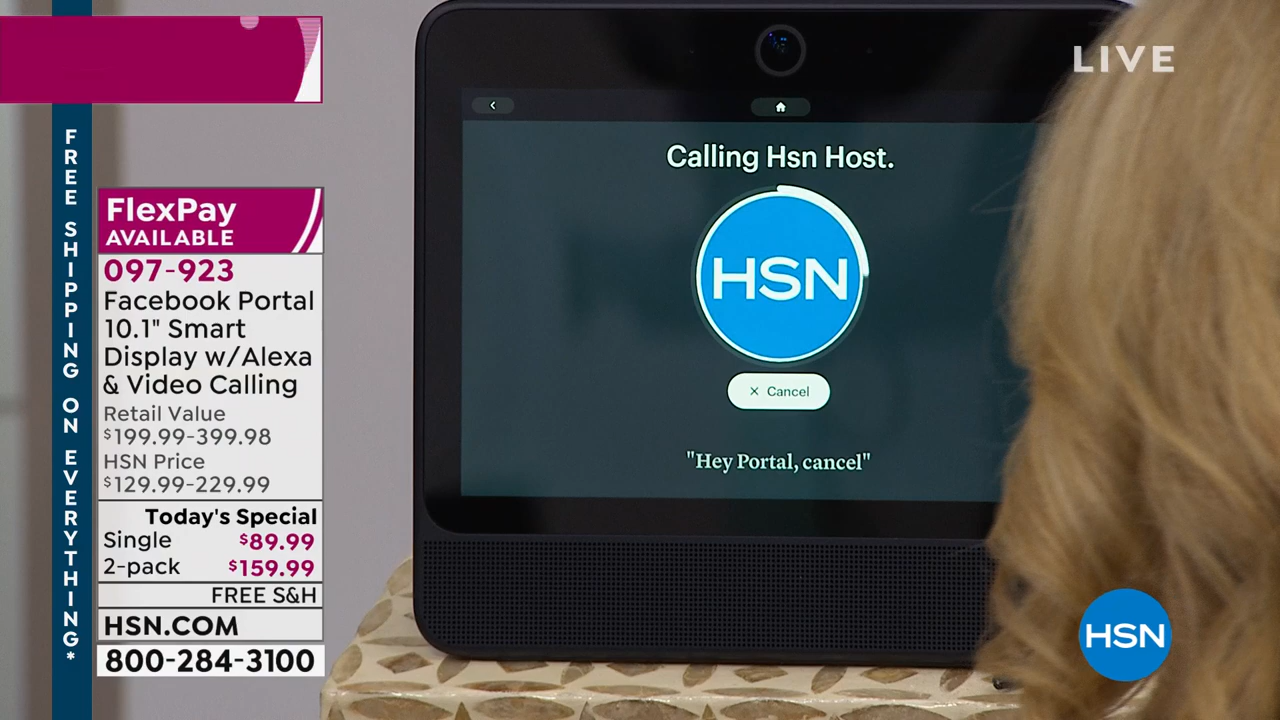 LIVE
FREE SHIPPING ON EVERYTHING*
FlexPay
AVAILABLE
097-923
Facebook Portal
10.1" Smart
Display w/Alexa
& Video Calling
Retail Value
$199.99-399.98
HSN Price
$129.99-229.99
Today's Special
Single $89.99
2-pack $159.99
FREE S&H
HSN.COM
800-284-3100
Calling Hsn Host.
HSN
× Cancel
"Hey Portal, cancel"
HSN